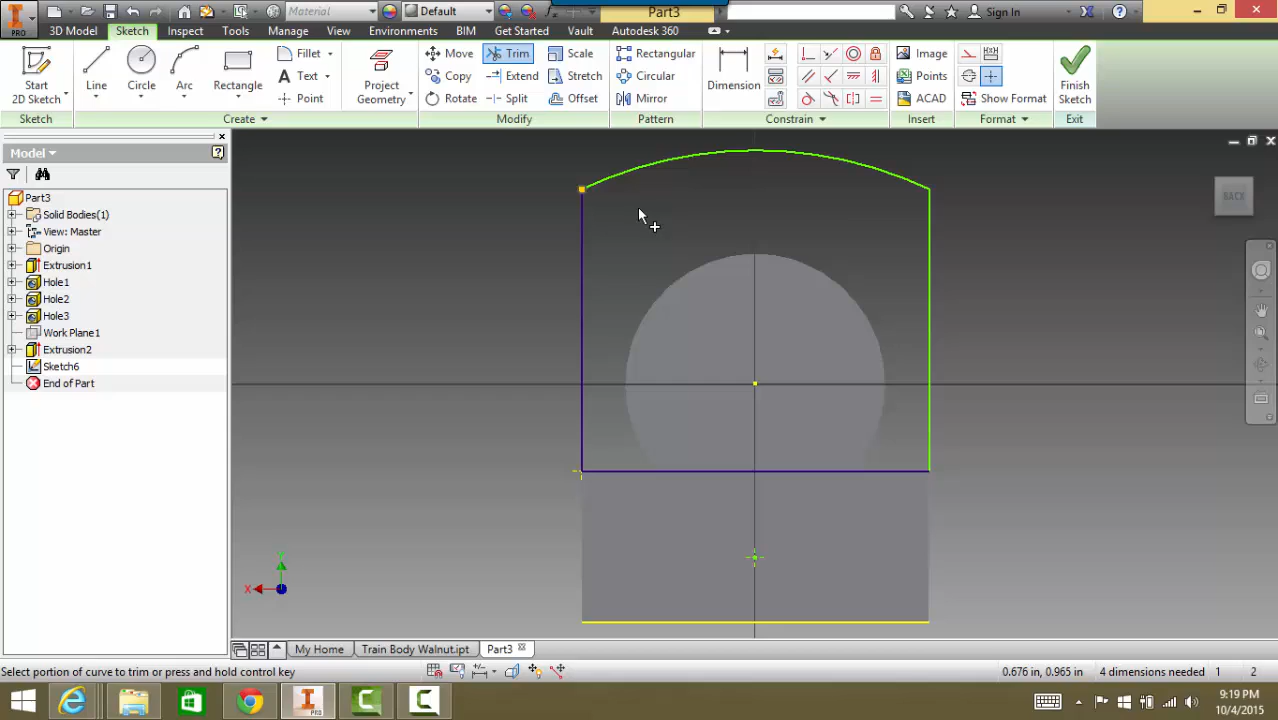 Material
Default
Part3
Sign In
PRO
3D Model
Sketch
Inspect
Tools
Manage
View
Environments
BIM
Get Started
Vault
Autodesk 360
Start
2D Sketch
Line
Circle
Arc
Rectangle
Fillet
Text
Point
Project
Geometry
Move
Copy
Rotate
Trim
Extend
Split
Scale
Stretch
Offset
Rectangular
Circular
Mirror
Dimension
Image
Points
ACAD
Show Format
Finish
Sketch
Sketch
Create
Modify
Pattern
Constrain
Insert
Format
Exit
Model
Part3
Solid Bodies(1)
View: Master
Origin
Extrusion1
Hole1
Hole2
Hole3
Work Plane1
Extrusion2
Sketch6
End of Part
BACK
X
My Home
Train Body Walnut.ipt
Part3
Select portion of curve to trim or press and hold control key
0.676 in, 0.965 in
4 dimensions needed
1
2
PRO
9:19 PM
10/4/2015